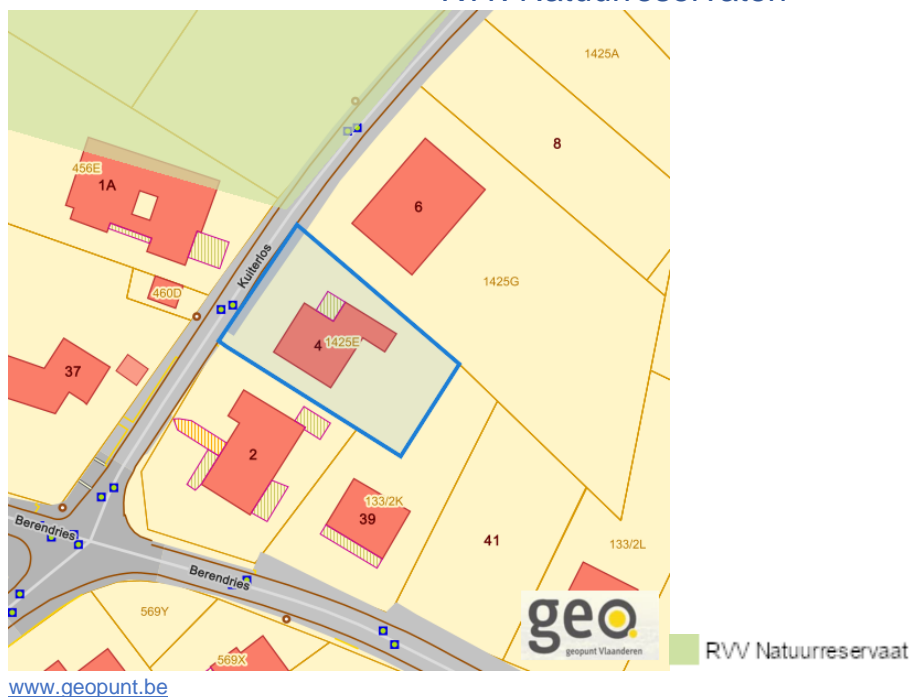 1425A
8
456E
1A
6
Kuiterlos
1425G
460D
4
1425E
37
2
133/2K
39
41
133/2L
Berendries
Berendries
569Y
569X
geo.
geopunt Vlaanderen
RVV Natuurreservaat
www.geopunt.be